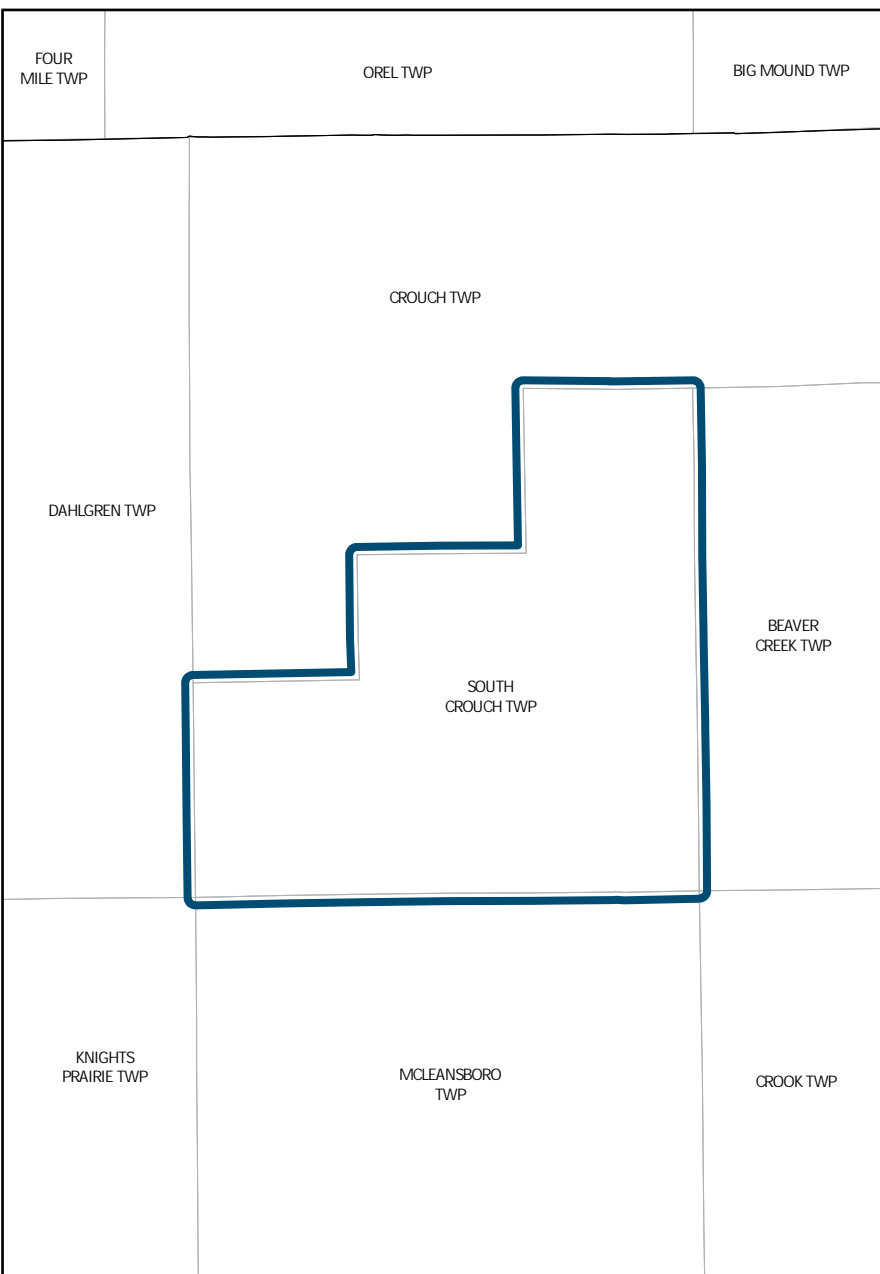 FOUR
MILE TWP
OREL TWP
BIG MOUND TWP
CROUCH TWP
DAHLGREN TWP
BEAVER
CREEK TWP
SOUTH
CROUCH TWP
KNIGHTS
PRAIRIE TWP
MCLEANSBORO
TWP
CROOK TWP